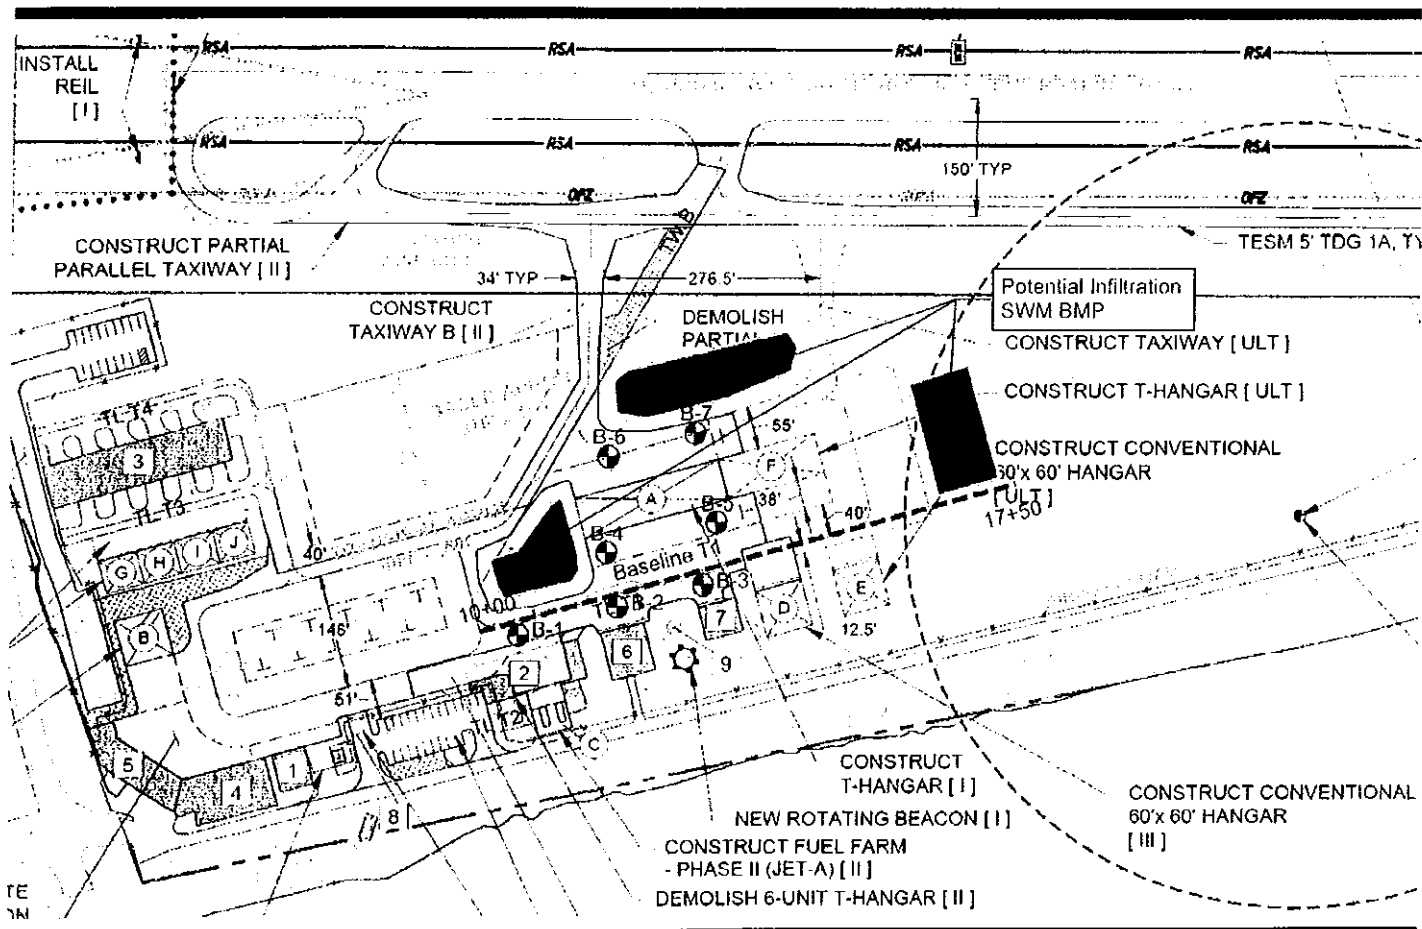 RSA
RSA
RSA
RSA
INSTALL
REIL
[ I ]
RSA
RSA
RSA
RSA
150' TYP
OFZ
OFZ
TW B
CONSTRUCT PARTIAL
PARALLEL TAXIWAY [ II ]
TESM 5' TDG 1A, TY
34' TYP
276.5'
Potential Infiltration
SWM BMP
CONSTRUCT
TAXIWAY B [ II ]
DEMOLISH
CONSTRUCT TAXIWAY [ ULT ]
CONSTRUCT T-HANGAR [ ULT ]
TL-T4
B-7
55'
B-6
3
F
CONSTRUCT CONVENTIONAL
60'x 60' HANGAR
[ ULT ]
TL-T3
A
B-5
38'
40'
17+50
G
H
I
J
40'
B-4
Baseline T1
B-3
E
10+00
B-2
D
146'
B
B-1
7
12.5'
6
9
2
51'
T2
C
5
1
4
8
CONSTRUCT
T-HANGAR [ I ]
NEW ROTATING BEACON [ I ]
CONSTRUCT CONVENTIONAL
60'x 60' HANGAR
[ III ]
CONSTRUCT FUEL FARM
- PHASE II (JET-A) [ II ]
DEMOLISH 6-UNIT T-HANGAR [ II ]
TE
ON